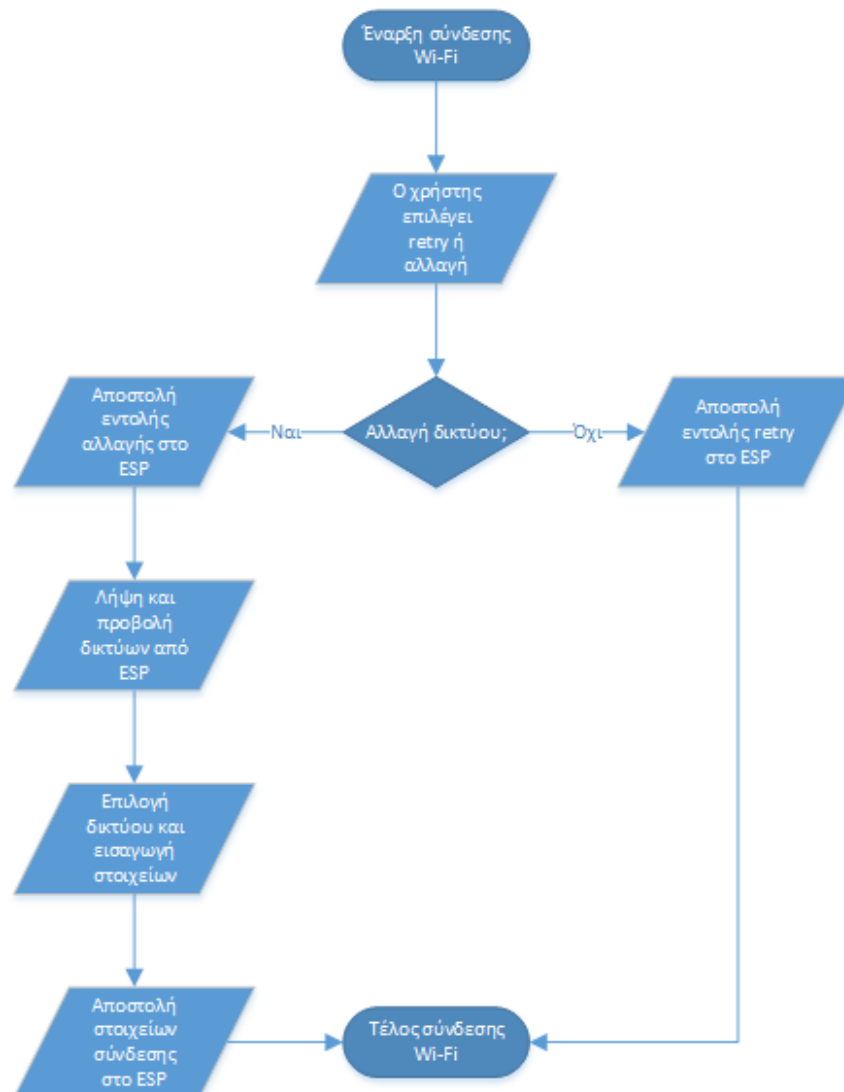 Έναρξη σύνδεσης
Wi-Fi
Ο χρήστης
επιλέγει
retry ή
αλλαγή
Αποστολή
εντολής
αλλαγής στο
ESP
Ναι
Αλλαγή δικτύου;
Όχι
Αποστολή
εντολής retry
στο ESP
Λήψη και
προβολή
δικτύων από
ESP
Επιλογή
δικτύου και
εισαγωγή
στοιχείων
Αποστολή
στοιχείων
σύνδεσης
στο ESP
Τέλος σύνδεσης
Wi-Fi